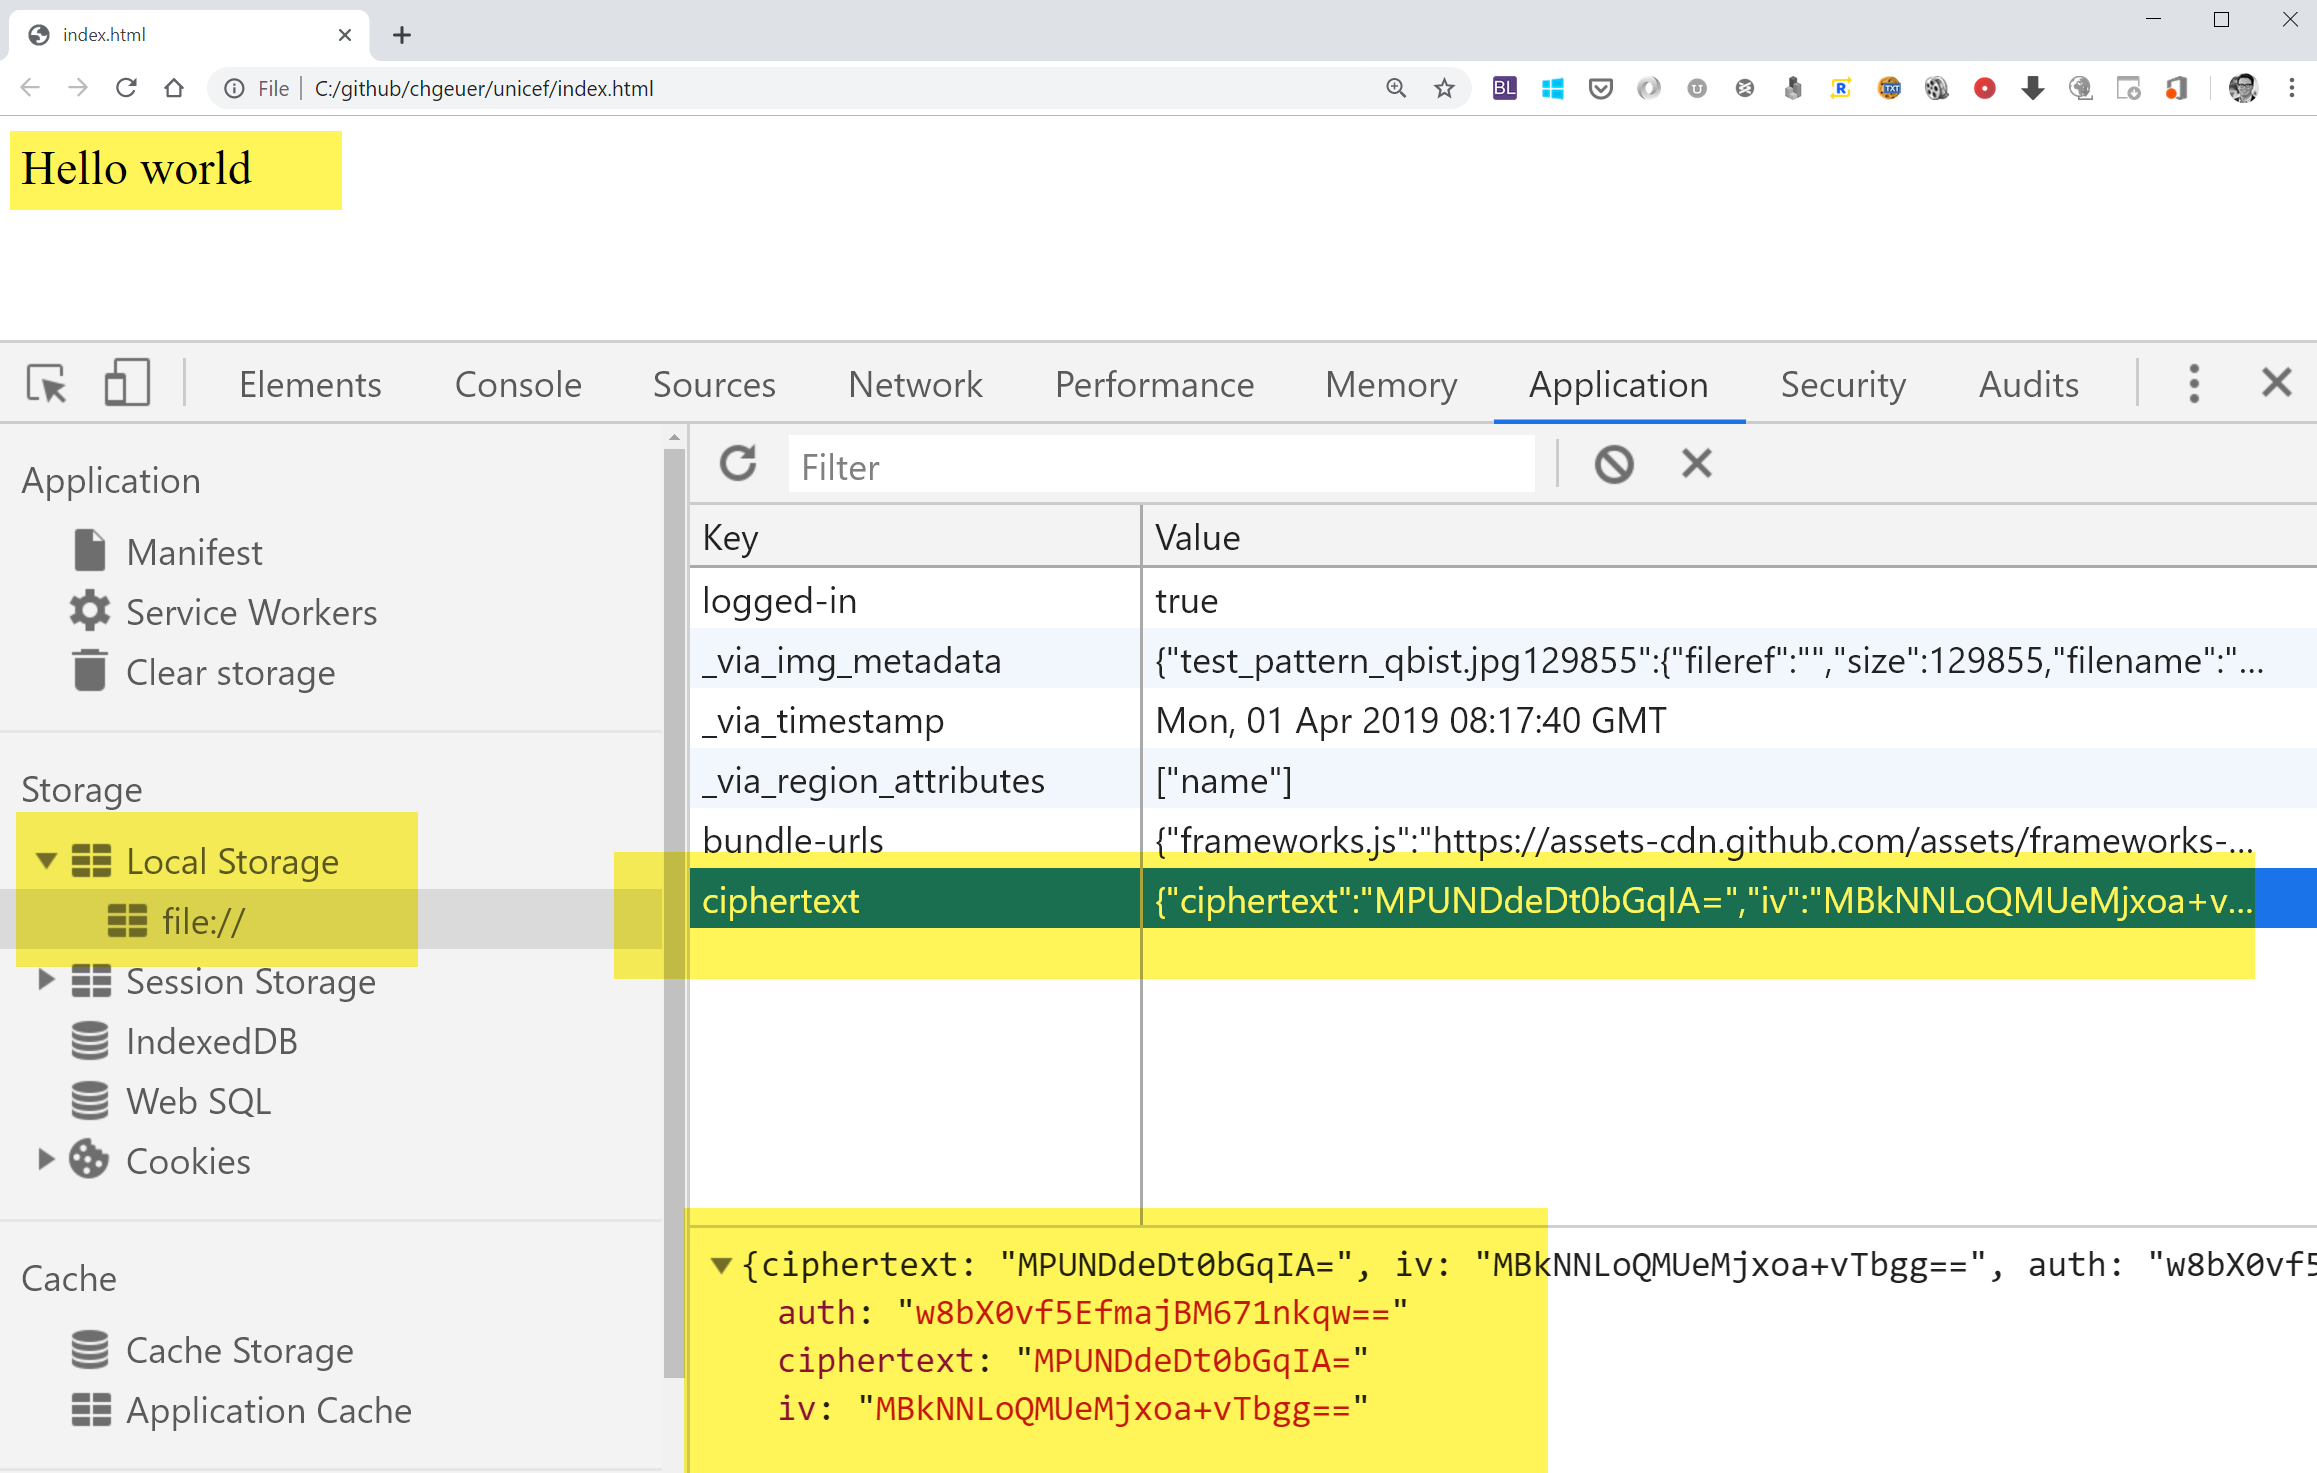 index.html
File | C:/github/chgeuer/unicef/index.html
BL
U
R
TXT
Hello world
Elements Console Sources Network Performance Memory Application Security Audits
Application
Manifest
Service Workers
Clear storage
Storage
Local Storage
file://
Session Storage
IndexedDB
Web SQL
Cookies
Cache
Cache Storage
Application Cache
Filter
Key Value
logged-in true
_via_img_metadata {"test_pattern_qbist.jpg129855":{"fileref":"","size":129855,"filename":"...
_via_timestamp Mon, 01 Apr 2019 08:17:40 GMT
_via_region_attributes ["name"]
bundle-urls {"frameworks.js":"https://assets-cdn.github.com/assets/frameworks-...
ciphertext {"ciphertext":"MPUNDdeDt0bGqIA=","iv":"MBkNNLoQMUeMjxoa+v...
{ciphertext: "MPUNDdeDt0bGqIA=", iv: "MBkNNLoQMUeMjxoa+vTbgg==", auth: "w8bX0vf5
auth: "w8bX0vf5EfmajBM671nkqw=="
ciphertext: "MPUNDdeDt0bGqIA="
iv: "MBkNNLoQMUeMjxoa+vTbgg=="